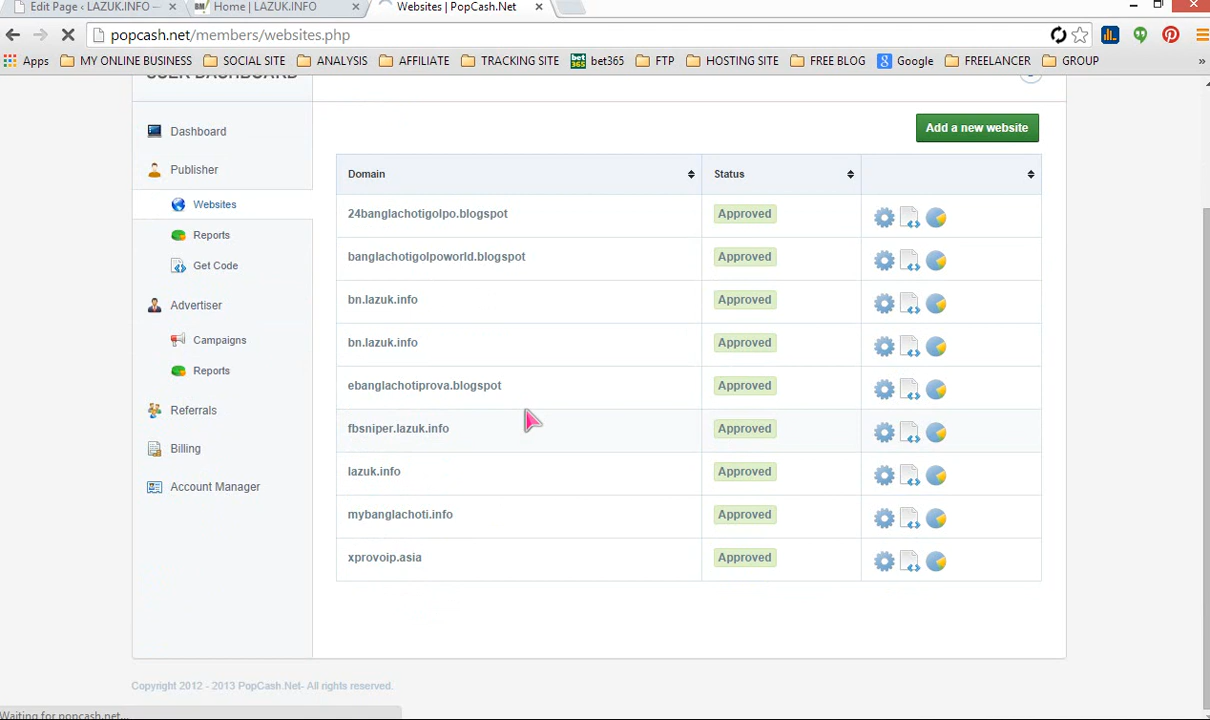 Edit Page ‹ LAZUK.INFO —
Home | LAZUK.INFO
Websites | PopCash.Net
popcash.net/members/websites.php
Apps
MY ONLINE BUSINESS
SOCIAL SITE
ANALYSIS
AFFILIATE
TRACKING SITE
bet365
bet365
FTP
HOSTING SITE
FREE BLOG
Google
FREELANCER
GROUP
»
USER DASHBOARD
Add a new website
Dashboard
Publisher
Websites
Reports
Get Code
Advertiser
Campaigns
Reports
Referrals
Billing
Account Manager
Domain Status
24banglachotigolpo.blogspot Approved
banglachotigolpoworld.blogspot Approved
bn.lazuk.info Approved
bn.lazuk.info Approved
ebanglachotiprova.blogspot Approved
fbsniper.lazuk.info Approved
lazuk.info Approved
mybanglachoti.info Approved
xprovoip.asia Approved
Copyright 2012 - 2013 PopCash.Net- All rights reserved.
Waiting for popcash.net...